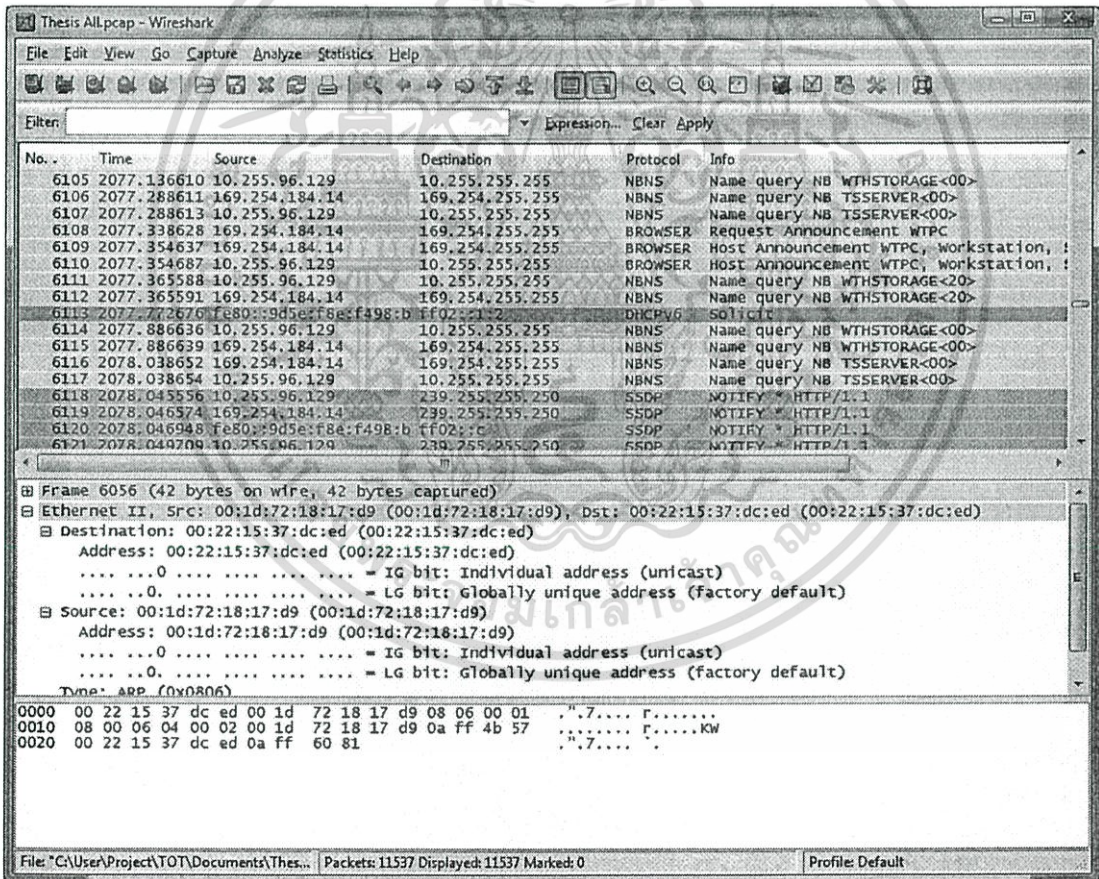 Thesis All.pcap - Wireshark
File Edit View Go Capture Analyze Statistics Help
Filter: Expression... Clear Apply
No. . Time Source Destination Protocol Info
6105 2077.136610 10.255.96.129 10.255.255.255 NBNS Name query NB WTHSTORAGE<00>
6106 2077.288611 169.254.184.14 169.254.255.255 NBNS Name query NB TSSERVER<00>
6107 2077.288613 10.255.96.129 10.255.255.255 NBNS Name query NB TSSERVER<00>
6108 2077.338628 169.254.184.14 169.254.255.255 BROWSER Request Announcement WTPC
6109 2077.354637 169.254.184.14 169.254.255.255 BROWSER Host Announcement WTPC, Workstation,
6110 2077.354687 10.255.96.129 10.255.255.255 BROWSER Host Announcement WTPC, Workstation,
6111 2077.365588 10.255.96.129 10.255.255.255 NBNS Name query NB WTHSTORAGE<20>
6112 2077.365591 169.254.184.14 169.254.255.255 NBNS Name query NB WTHSTORAGE<20>
6113 2077.772676 fe80::9d5e:f8e:f498:b ff02::1:2 DHCPv6 Solicit
6114 2077.886636 10.255.96.129 10.255.255.255 NBNS Name query NB WTHSTORAGE<00>
6115 2077.886639 169.254.184.14 169.254.255.255 NBNS Name query NB WTHSTORAGE<00>
6116 2078.038652 169.254.184.14 169.254.255.255 NBNS Name query NB TSSERVER<00>
6117 2078.038654 10.255.96.129 10.255.255.255 NBNS Name query NB TSSERVER<00>
6118 2078.045556 10.255.96.129 239.255.255.250 SSDP NOTIFY * HTTP/1.1
6119 2078.046574 169.254.184.14 239.255.255.250 SSDP NOTIFY * HTTP/1.1
6120 2078.046948 fe80::9d5e:f8e:f498:b ff02::c SSDP NOTIFY * HTTP/1.1
6121 2078.049709 10.255.96.129 239.255.255.250 SSDP NOTIFY * HTTP/1.1
Frame 6056 (42 bytes on wire, 42 bytes captured)
Ethernet II, Src: 00:1d:72:18:17:d9 (00:1d:72:18:17:d9), Dst: 00:22:15:37:dc:ed (00:22:15:37:dc:ed)
Destination: 00:22:15:37:dc:ed (00:22:15:37:dc:ed)
Address: 00:22:15:37:dc:ed (00:22:15:37:dc:ed)
.... ...0 .... .... .... .... = IG bit: Individual address (unicast)
.... ..0. .... .... .... .... = LG bit: Globally unique address (factory default)
Source: 00:1d:72:18:17:d9 (00:1d:72:18:17:d9)
Address: 00:1d:72:18:17:d9 (00:1d:72:18:17:d9)
.... ...0 .... .... .... .... = IG bit: Individual address (unicast)
.... ..0. .... .... .... .... = LG bit: Globally unique address (factory default)
Type: ARP (0x0806)
0000 00 22 15 37 dc ed 00 1d 72 18 17 d9 08 06 00 01 .".7.... r.......
0010 08 00 06 04 00 02 00 1d 72 18 17 d9 0a ff 4b 57 ........ r.....KW
0020 00 22 15 37 dc ed 0a ff 60 81 .".7.... `.
File: "C:\User\Project\TOT\Documents\Thes... Packets: 11537 Displayed: 11537 Marked: 0 Profile: Default